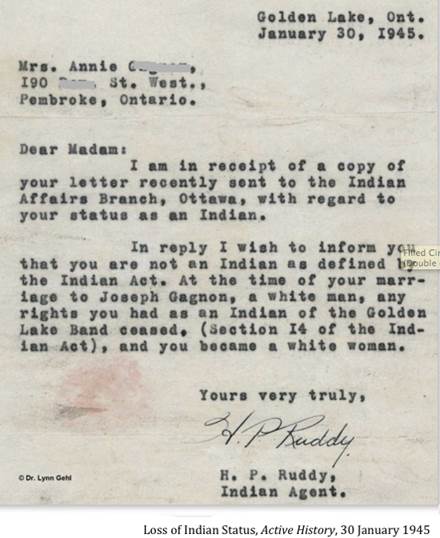 Golden Lake, Ont.
January 30, I945.
Mrs. Annie
I90 St. West.,
Pembroke, Ontario.
Dear Madam:
I am in receipt of a copy of
your letter recently sent to the Indian
Affairs Branch, Ottawa, with regard to
your status as an Indian.
In reply I wish to inform you
that you are not an Indian as defined by
the Indian Act. At the time of your marr-
iage to Joseph Gagnon, a white man, any
rights you had as an Indian of the Golden
Lake Band ceased, (Section I4 of the Ind-
ian Act), and you became a white woman.
Yours very truly,
H. P. Ruddy
H. P. Ruddy,
Indian Agent.
© Dr. Lynn Gehl
Loss of Indian Status, Active History, 30 January 1945